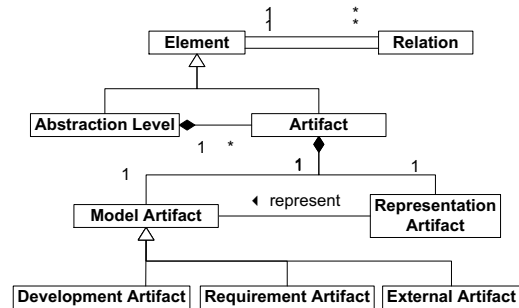 1 *
1 *
Element Relation
Abstraction Level Artifact
1 *
1 1
1
◄ represent
Model Artifact
Representation
Artifact
Development Artifact Requirement Artifact External Artifact